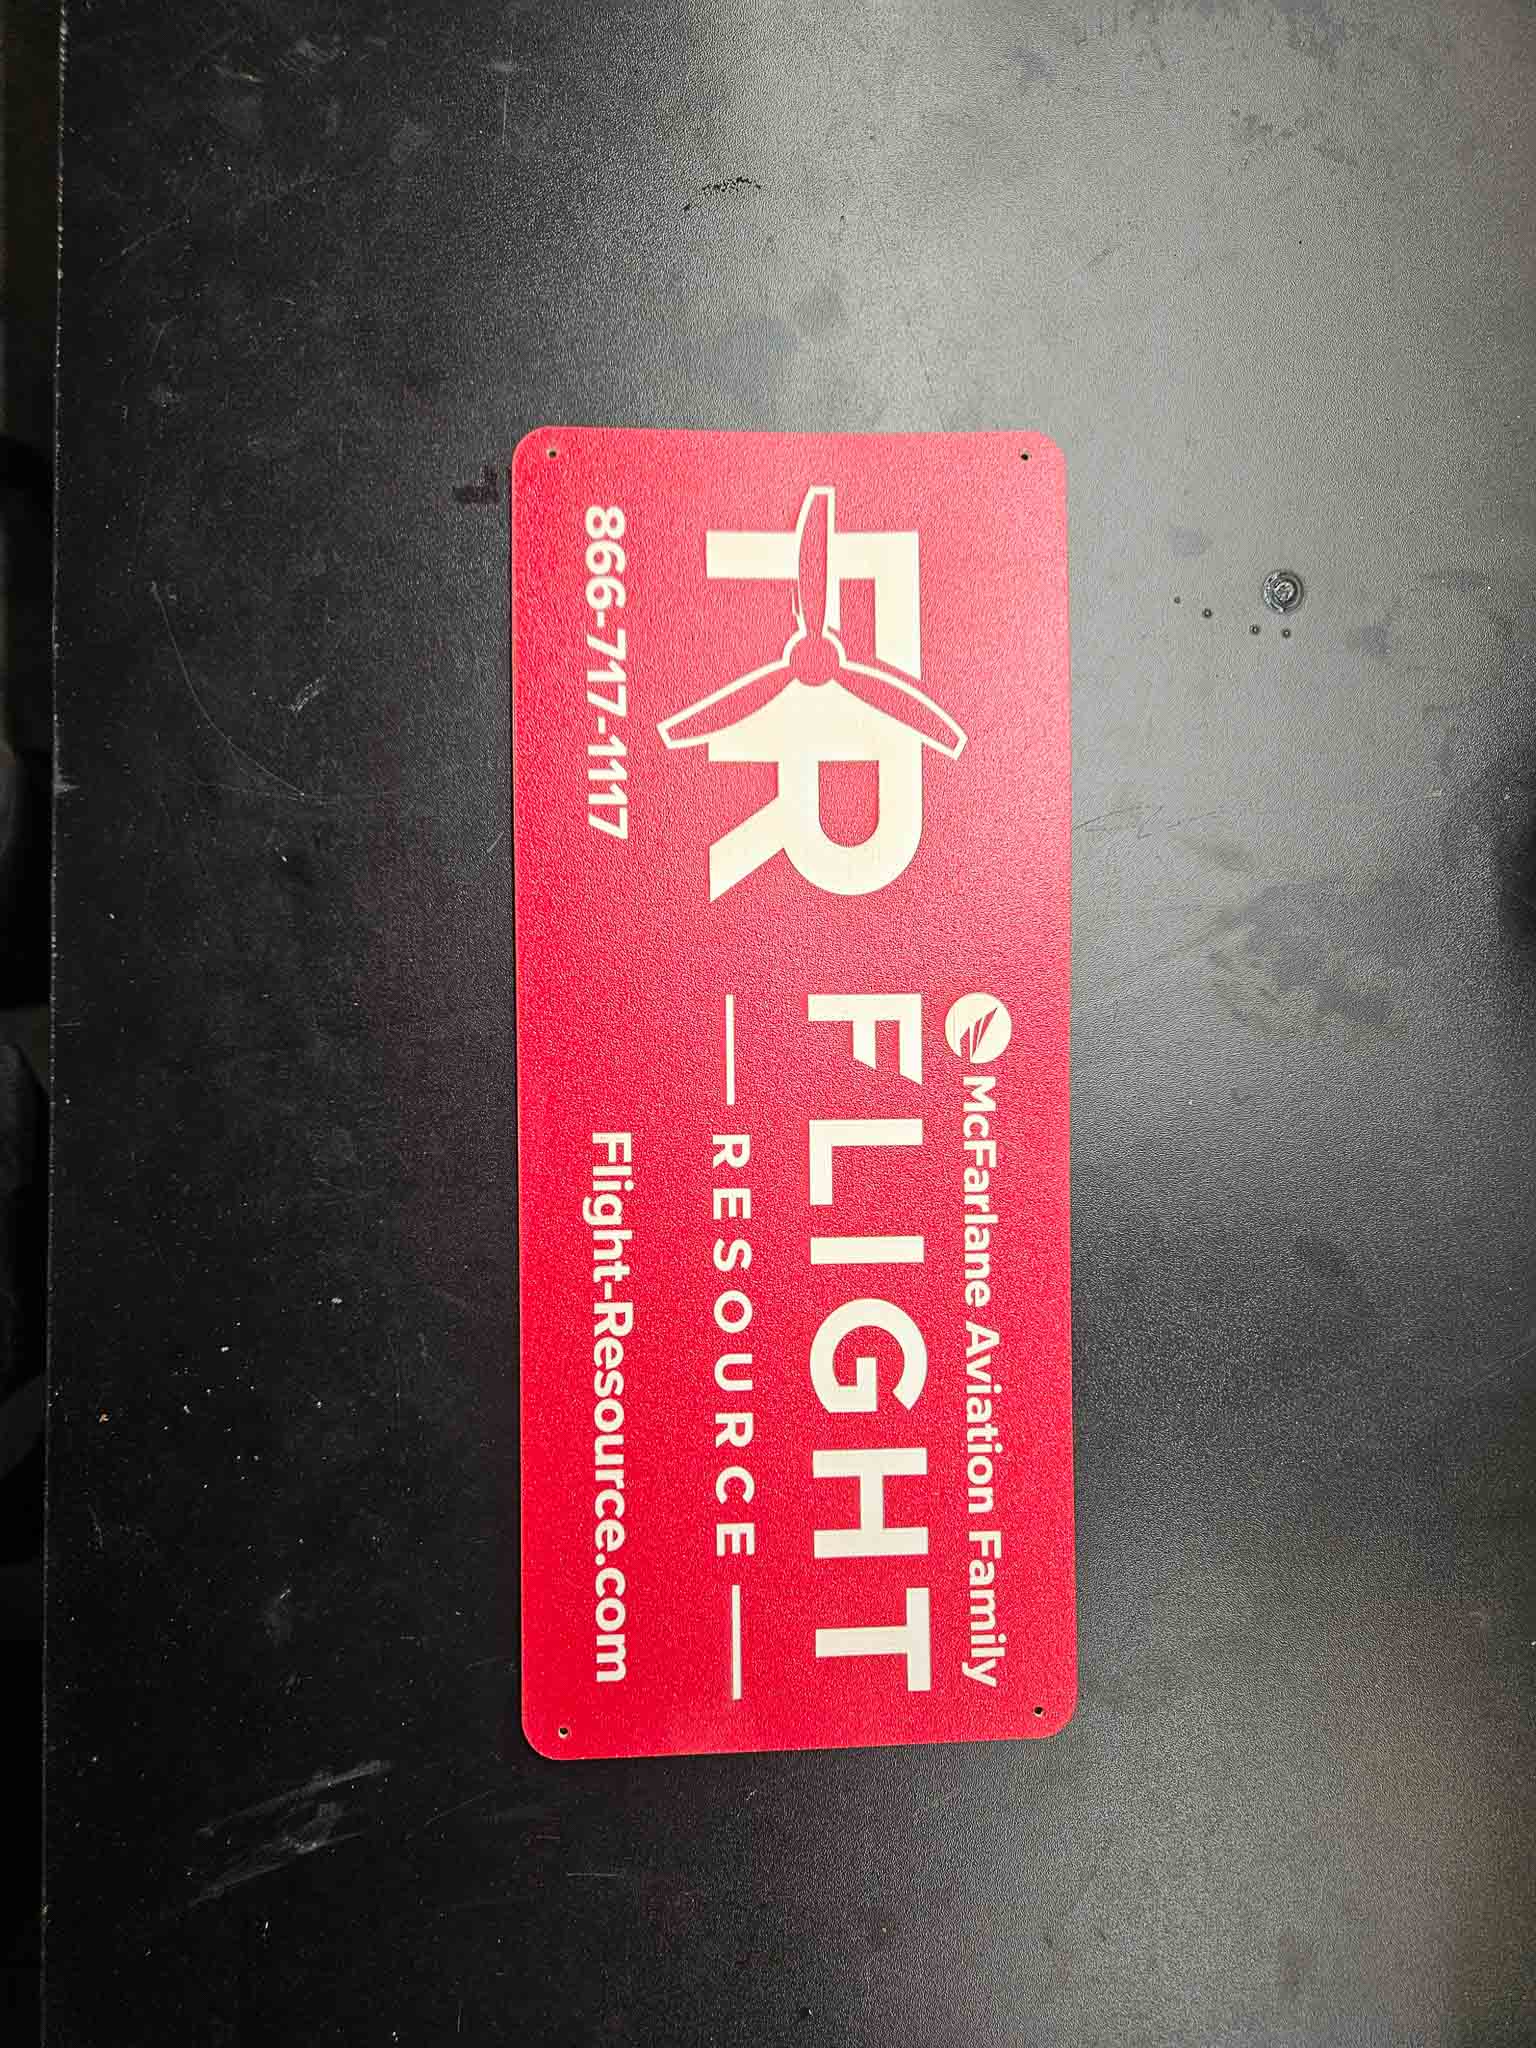 McFarlane Aviation Family
FR
FLIGHT
RESOURCE
866-717-1117
Flight-Resource.com